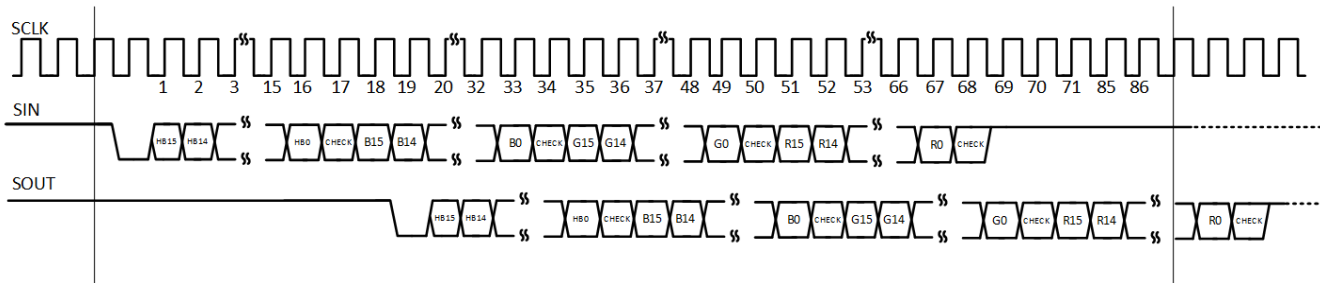 SCLK
1 2 3 15 16 17 18 19 20 32 33 34 35 36 37 48 49 50 51 52 53 66 67 68 69 70 71 85 86
SIN
HB15 HB14 HB0 CHECK B15 B14 B0 CHECK G15 G14 G0 CHECK R15 R14 R0 CHECK
SOUT
HB15 HB14 HB0 CHECK B15 B14 B0 CHECK G15 G14 G0 CHECK R15 R14 R0 CHECK